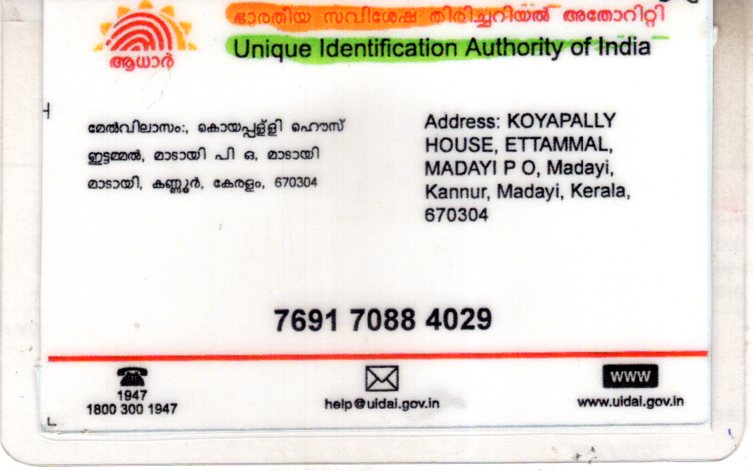 ഭാരതീയ സവിശേഷ തിരിച്ചറിയൽ അതോറിറ്റി
Unique Identification Authority of India
ആധാർ
മേൽവിലാസം:, കൊയപ്പള്ളി ഹൌസ്
ഇട്ടമ്മൽ, മാടായി പി ഒ, മാടായി
മാടായി, കണ്ണൂർ, കേരളം, 670304
Address: KOYAPALLY
HOUSE, ETTAMMAL,
MADAYI P O, Madayi,
Kannur, Madayi, Kerala,
670304
7691 7088 4029
1947
1800 300 1947
help@uidai.gov.in
WWW
www.uidai.gov.in